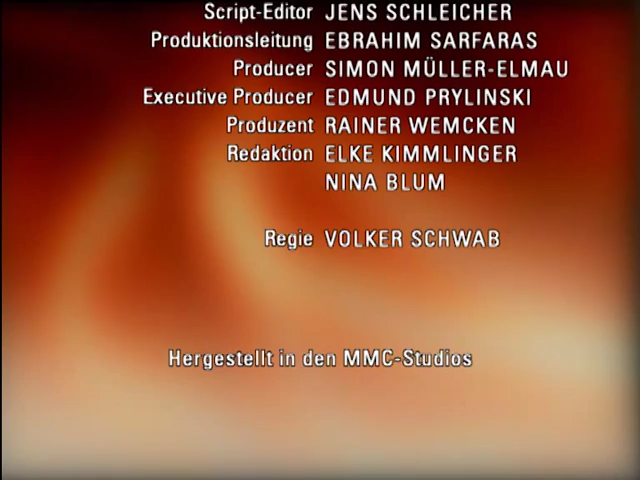 Script-Editor JENS SCHLEICHER
Produktionsleitung EBRAHIM SARFARAS
Producer SIMON MÜLLER-ELMAU
Executive Producer EDMUND PRYLINSKI
Produzent RAINER WEMCKEN
Redaktion ELKE KIMMLINGER
NINA BLUM
Regie VOLKER SCHWAB
Hergestellt in den MMC-Studios